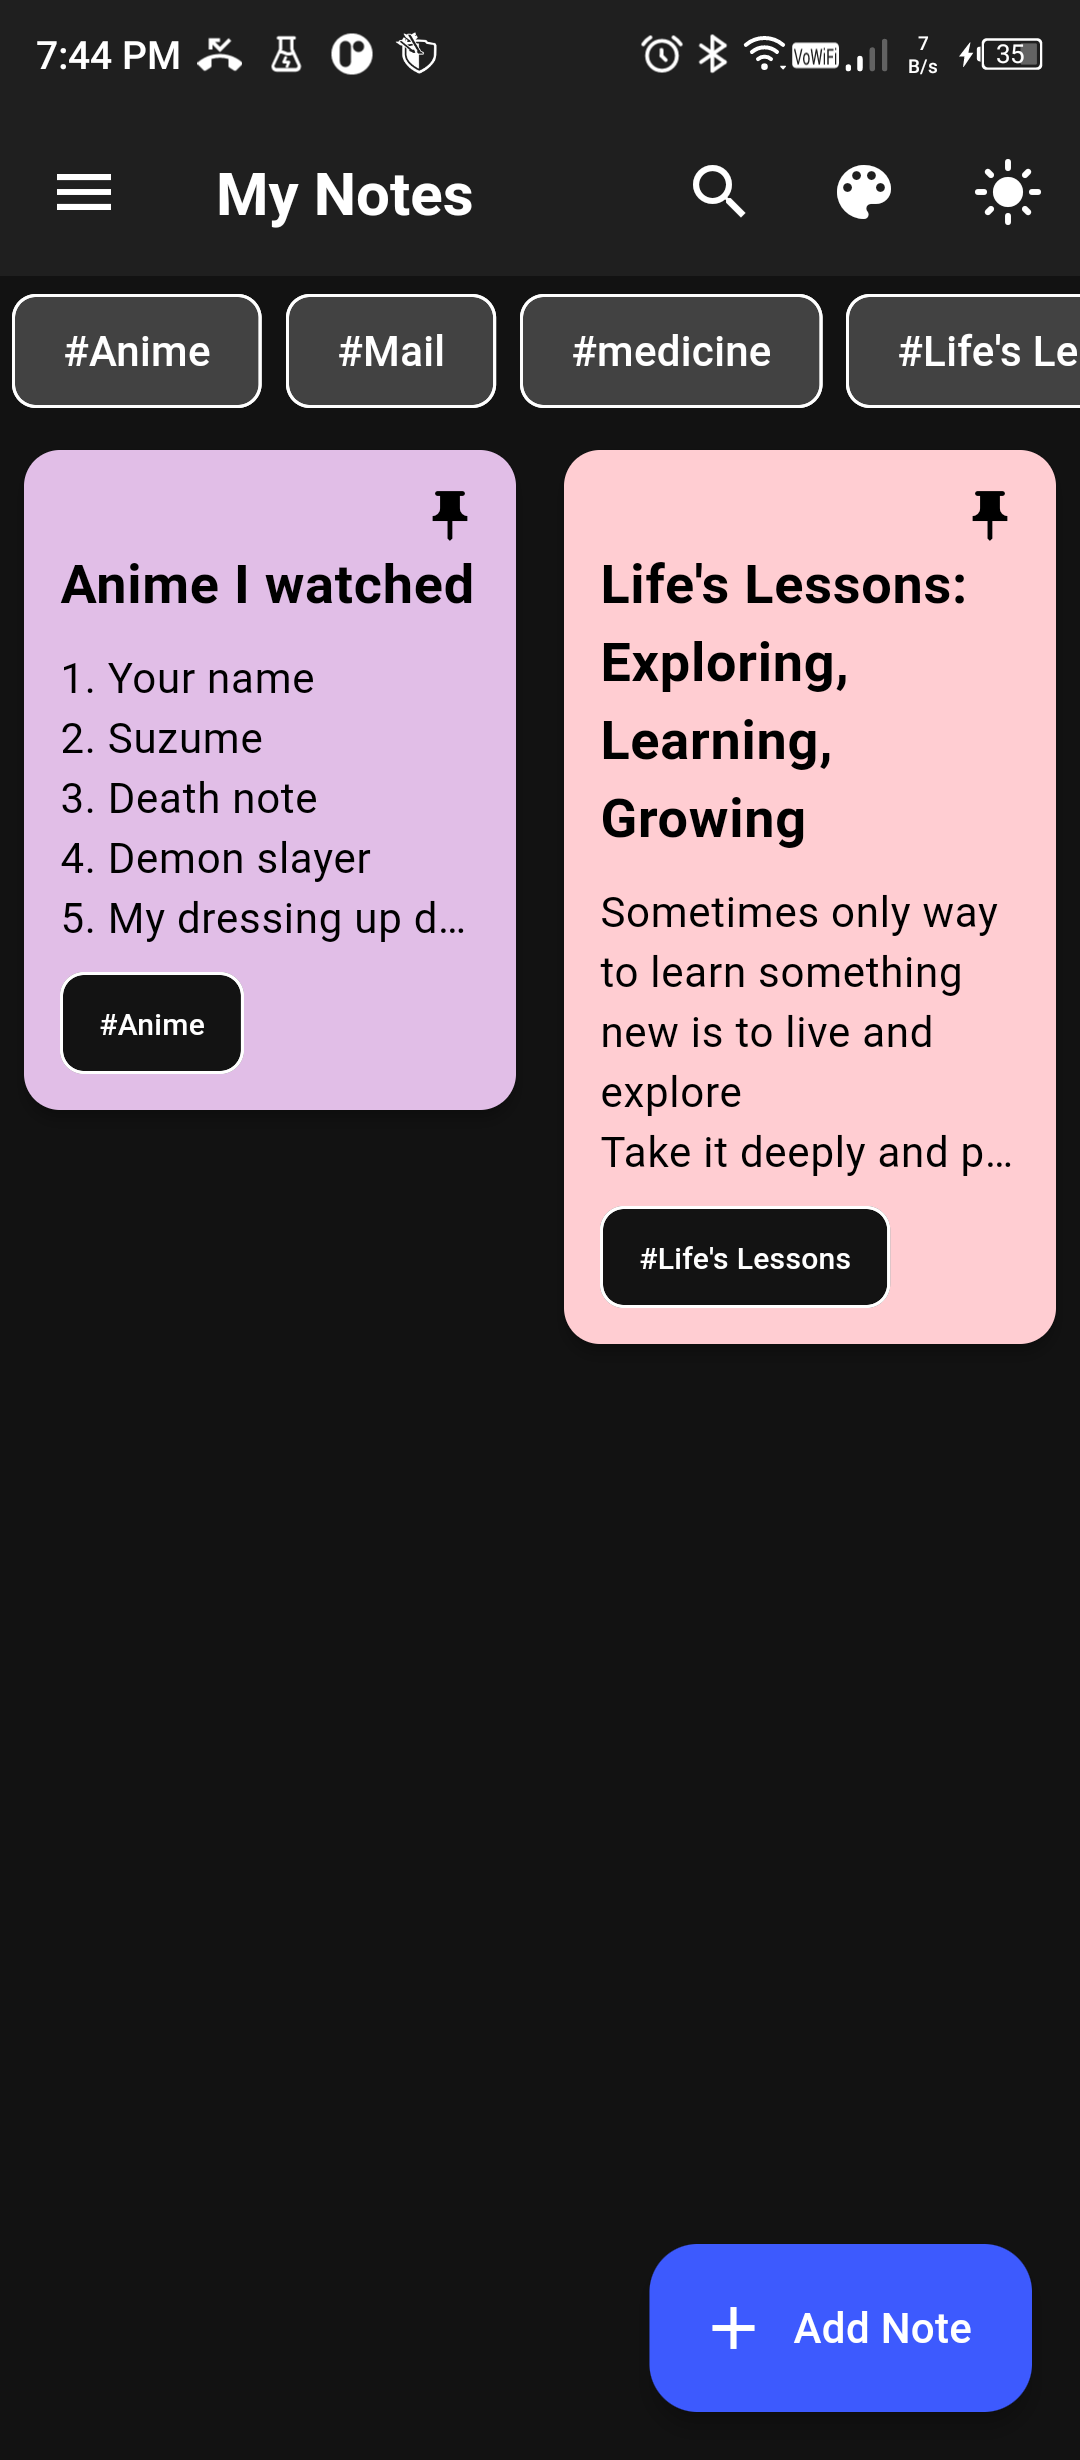 7:44 PM VoWiFi 7 B/s 35
My Notes
#Anime #Mail #medicine #Life's Le
Anime I watched
1. Your name
2. Suzume
3. Death note
4. Demon slayer
5. My dressing up d...
#Anime
Life's Lessons:
Exploring,
Learning,
Growing
Sometimes only way
to learn something
new is to live and
explore
Take it deeply and p...
#Life's Lessons
Add Note